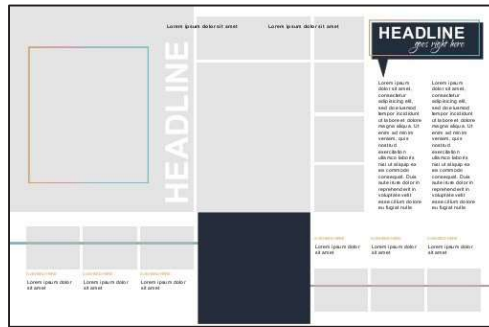 Lorem ipsum dolor sit amet
Lorem ipsum dolor sit amet
HEADLINE
HEADLINE
goes right here
Lorem ipsum
dolor sit amet,
consectetur
adipisicing elit,
sed do eiusmod
tempor incididunt
ut labore et dolore
magna aliqua. Ut
enim ad minim
veniam, quis
nostrud
exercitation
ullamco laboris
nisi ut aliquip ex
ea commodo
consequat. Duis
aute irure dolor in
reprehenderit in
voluptate velit
esse cillum dolore
eu fugiat nulla
Lorem ipsum
dolor sit amet,
consectetur
adipisicing elit,
sed do eiusmod
tempor incididunt
ut labore et dolore
magna aliqua. Ut
enim ad minim
veniam, quis
nostrud
exercitation
ullamco laboris
nisi ut aliquip ex
ea commodo
consequat. Duis
aute irure dolor in
reprehenderit in
voluptate velit
esse cillum dolore
eu fugiat nulla
Lorem ipsum dolor
sit amet
Lorem ipsum dolor
sit amet
Lorem ipsum dolor
sit amet
Lorem ipsum dolor
sit amet
Lorem ipsum dolor
sit amet
Lorem ipsum dolor
sit amet